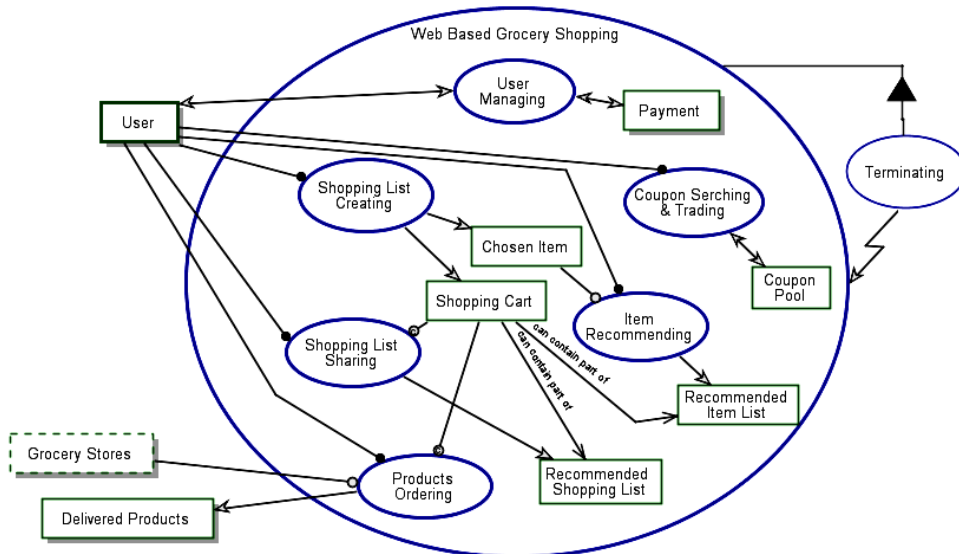 Web Based Grocery Shopping
User
Managing
Payment
User
Terminating
Shopping List
Creating
Coupon Serching
& Trading
Chosen Item
Coupon
Pool
Shopping Cart
Item
Recommending
can contain part of
can contain part of
Shopping List
Sharing
Recommended
Item List
Grocery Stores
Products
Ordering
Recommended
Shopping List
Delivered Products